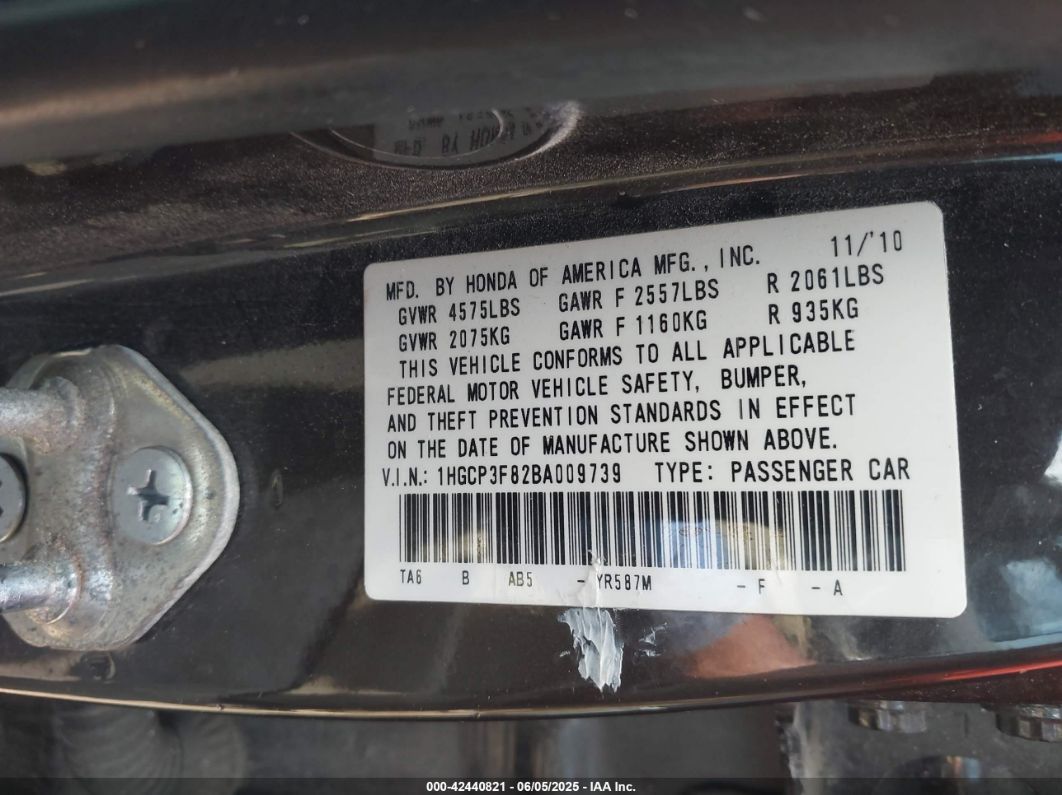 MFD. BY HONDA OF AMERICA MFG., INC. 11/'10
GVWR 4575LBS GAWR F 2557LBS R 2061LBS
GVWR 2075KG GAWR F 1160KG R 935KG
THIS VEHICLE CONFORMS TO ALL APPLICABLE
FEDERAL MOTOR VEHICLE SAFETY, BUMPER,
AND THEFT PREVENTION STANDARDS IN EFFECT
ON THE DATE OF MANUFACTURE SHOWN ABOVE.
V.I.N.: 1HGCP3F82BA009739 TYPE: PASSENGER CAR
TA6 B AB5 - YR587M - F - A
000-42440821 - 06/05/2025 - IAA Inc.